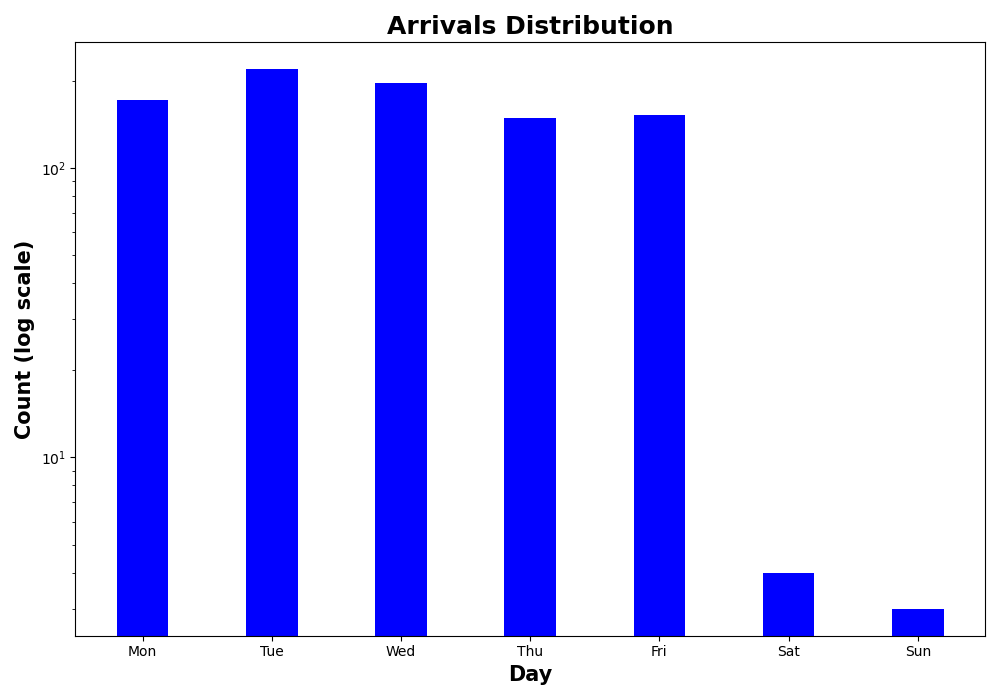 Arrivals Distribution
Count (log scale)
10²
10¹
Mon Tue Wed Thu Fri Sat Sun
Day